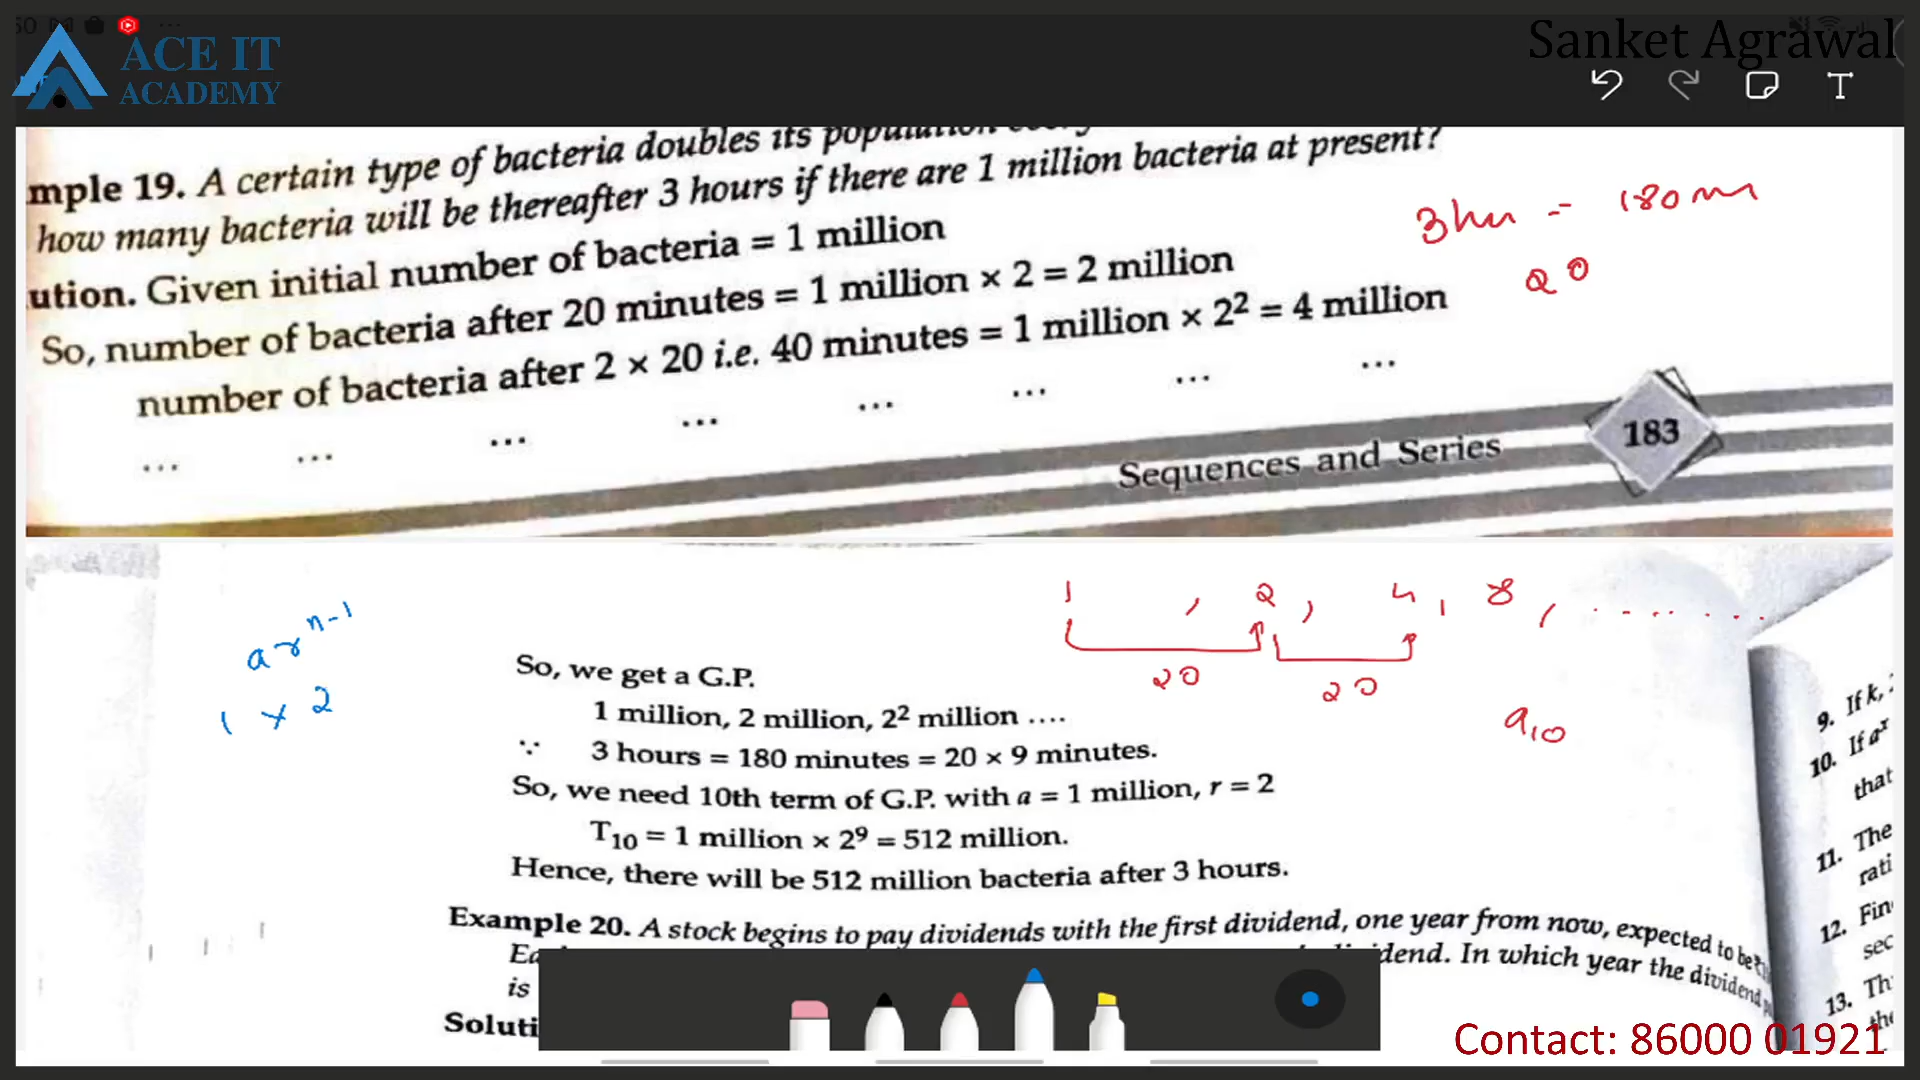 ACE IT
ACADEMY
Sanket Agrawal
T
mple 19. A certain type of bacteria doubles its population
how many bacteria will be thereafter 3 hours if there are 1 million bacteria at present?
ution. Given initial number of bacteria = 1 million
So, number of bacteria after 20 minutes = 1 million × 2 = 2 million
number of bacteria after 2 × 20 i.e. 40 minutes = 1 million × 2² = 4 million
... ... ... ... ... ... ... ...
3 hr = 180
20
Sequences and Series
183
1 , 2 , 4 , 8 , ........
20 20
a₁₀
ar^n-1
1 × 2
So, we get a G.P.
1 million, 2 million, 2² million ....
∵ 3 hours = 180 minutes = 20 × 9 minutes.
So, we need 10th term of G.P. with a = 1 million, r = 2
T₁₀ = 1 million × 2⁹ = 512 million.
Hence, there will be 512 million bacteria after 3 hours.
Example 20. A stock begins to pay dividends with the first dividend, one year from now, expected to be ₹
dend. In which year the dividend
is
Soluti
9. If k,
10. If aˣ
that
11. The
rati
12. Fin
sec
13. Th
the
Contact: 86000 01921